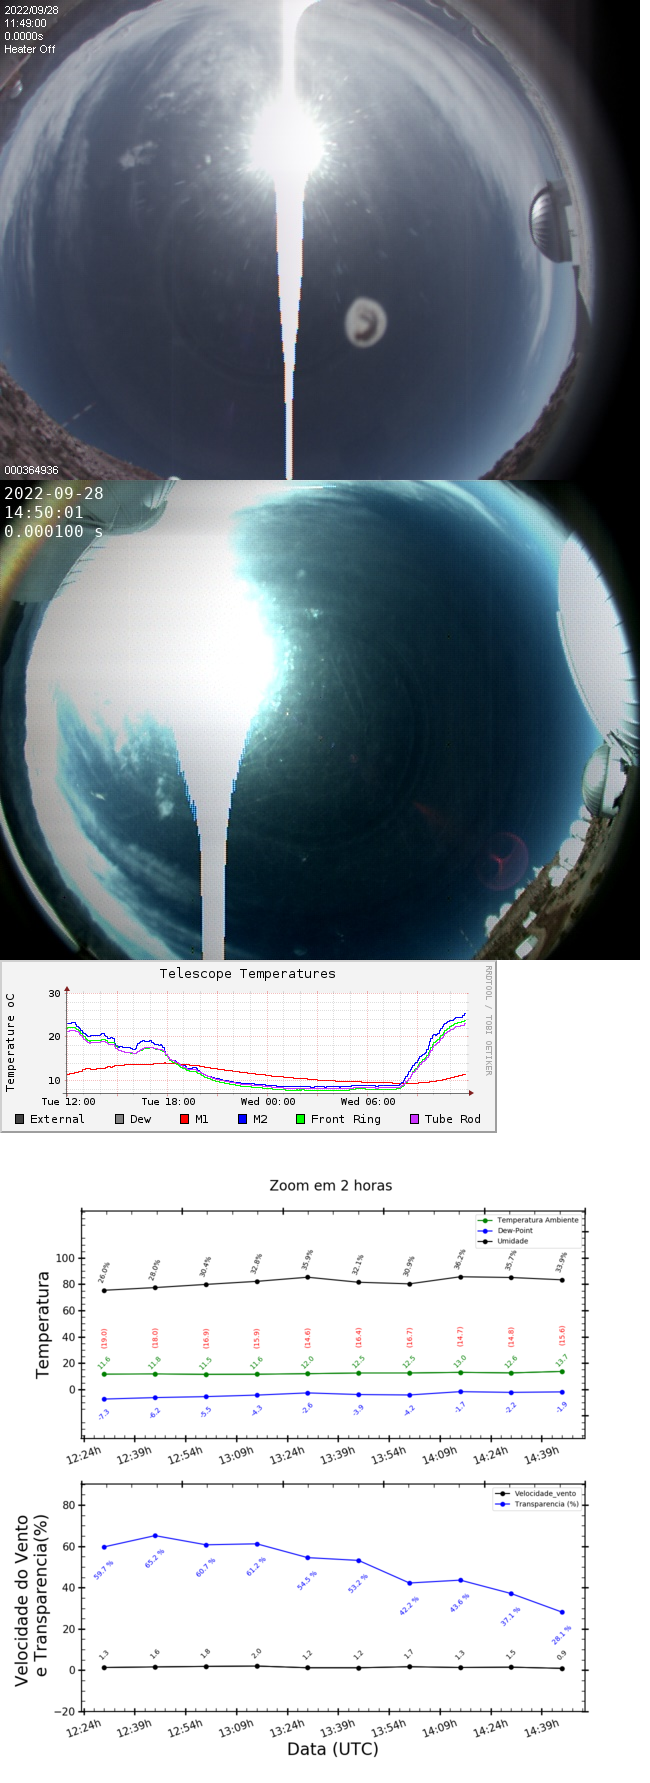 2022/09/28
11:49:00
0.0000s
Heater Off
000364936
2022-09-28
14:50:01
0.000100 s
Telescope Temperatures
RRDTOOL / TOBI OETIKER
Temperature oC
30
20
10
Tue 12:00 Tue 18:00 Wed 00:00 Wed 06:00
External Dew M1 M2 Front Ring Tube Rod
Zoom em 2 horas
Temperatura Ambiente
Dew-Point
Umidade
Temperatura
100
80
60
40
20
0
26.0% 28.0% 30.4% 32.8% 35.9% 32.1% 30.9% 36.2% 35.7% 33.9%
(19.0) (18.0) (16.9) (15.9) (14.6) (16.4) (16.7) (14.7) (14.8) (15.6)
11.6 11.8 11.5 11.6 12.0 12.5 12.5 13.0 12.6 13.7
-7.3 -6.2 -5.5 -4.3 -2.6 -3.9 -4.2 -1.7 -2.2 -1.9
12:24h 12:39h 12:54h 13:09h 13:24h 13:39h 13:54h 14:09h 14:24h 14:39h
Velocidade_vento
Transparencia (%)
Velocidade do Vento
e Transparencia(%)
80
60
40
20
0
−20
59.7 % 65.2 % 60.7 % 61.2 % 54.5 % 53.2 % 42.2 % 43.6 % 37.1 % 28.1 %
1.3 1.6 1.8 2.0 1.2 1.2 1.7 1.3 1.5 0.9
12:24h 12:39h 12:54h 13:09h 13:24h 13:39h 13:54h 14:09h 14:24h 14:39h
Data (UTC)